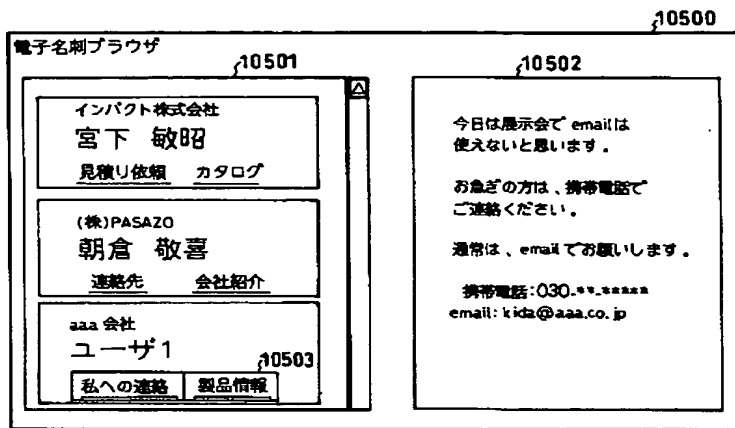 10500
電子名刺ブラウザ
10501
10502
インパクト株式会社
宮下 敏昭
見積り依頼 カタログ
(株)PASAZO
朝倉 敬喜
連絡先 会社紹介
aaa 会社
ユーザ1
10503
私への連絡 製品情報
今日は展示会で emailは
使えないと思います。
お急ぎの方は、携帯電話で
ご連絡ください。
通常は、emailでお願いします。
携帯電話:030-**-*****
email: kida@aaa.co.jp